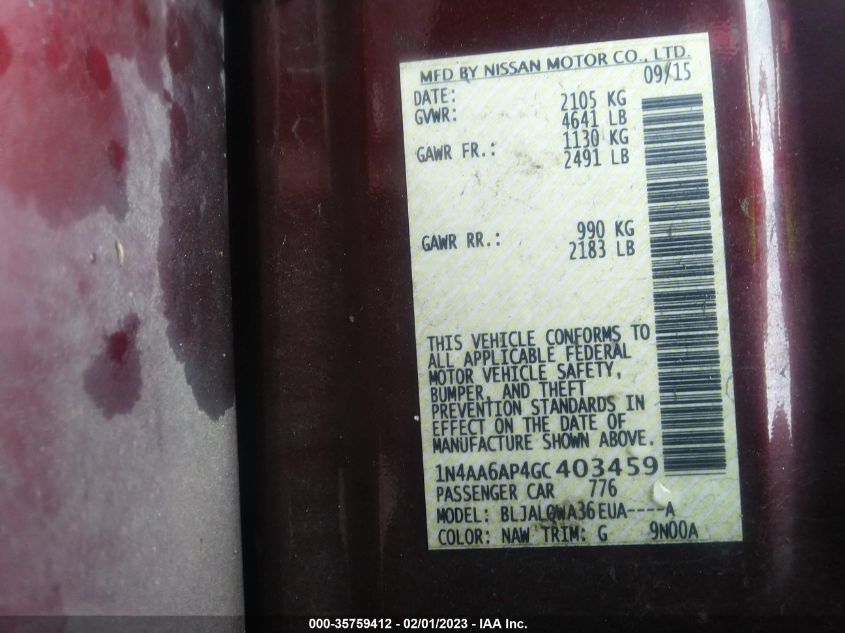 MFD BY NISSAN MOTOR CO., LTD.
DATE: 09/15
GVWR: 2105 KG
4641 LB
GAWR FR.: 1130 KG
2491 LB
GAWR RR.: 990 KG
2183 LB
THIS VEHICLE CONFORMS TO
ALL APPLICABLE FEDERAL
MOTOR VEHICLE SAFETY,
BUMPER, AND THEFT
PREVENTION STANDARDS IN
EFFECT ON THE DATE OF
MANUFACTURE SHOWN ABOVE.
1N4AA6AP4GC403459
PASSENGER CAR 776
MODEL: BLJALQWA36EUA----A
COLOR: NAW TRIM: G 9N00A
000-35759412 - 02/01/2023 - IAA Inc.